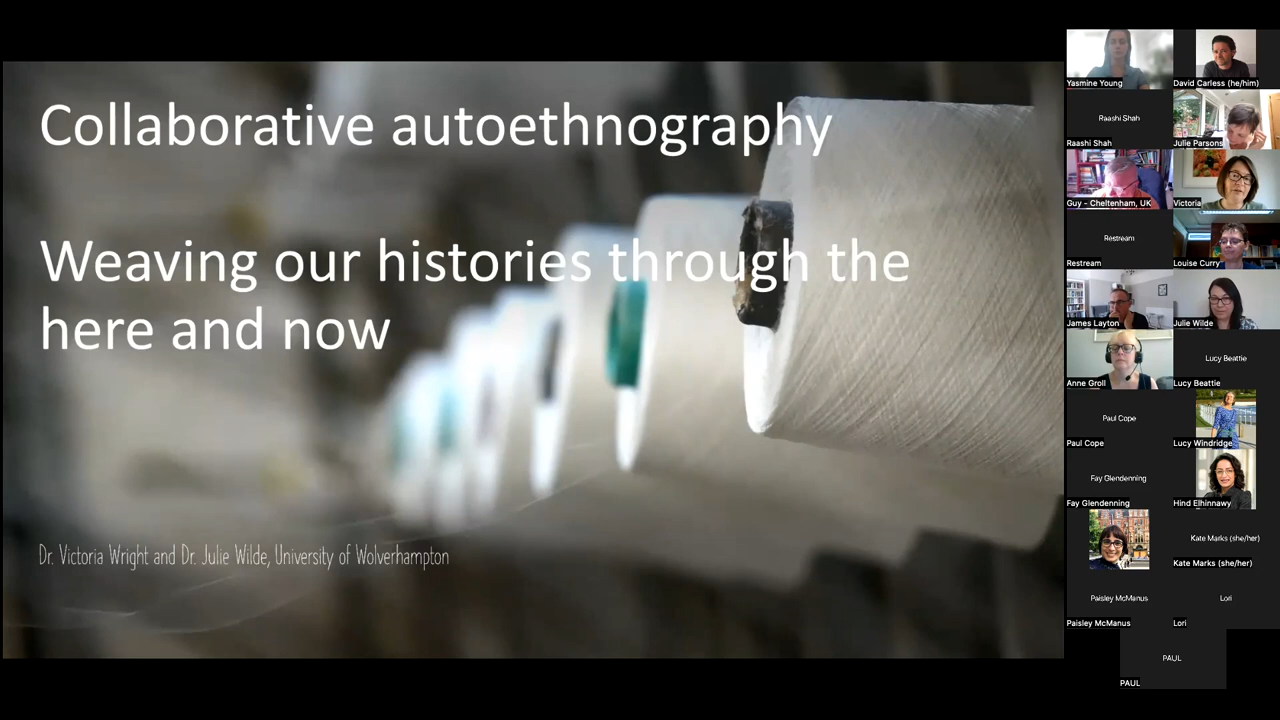 Collaborative autoethnography
Weaving our histories through the
here and now
Dr. Victoria Wright and Dr. Julie Wilde, University of Wolverhampton
Yasmine Young
David Carless (he/him)
Raashi Shah
Raashi Shah
Julie Parsons
Guy - Cheltenham, UK
Victoria
Restream
Restream
Louise Curry
James Layton
Julie Wilde
Anne Groll
Lucy Beattie
Lucy Beattie
Paul Cope
Paul Cope
Lucy Windridge
Fay Glendenning
Fay Glendenning
Hind Elhinnawy
Kate Marks (she/her)
Kate Marks (she/her)
Paisley McManus
Paisley McManus
Lori
Lori
PAUL
PAUL